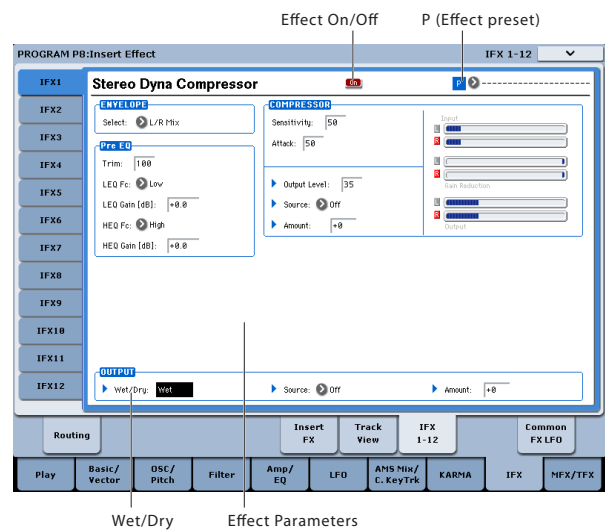 Effect On/Off P (Effect preset)
PROGRAM P8:Insert Effect IFX 1-12
IFX1
IFX2
IFX3
IFX4
IFX5
IFX6
IFX7
IFX8
IFX9
IFX10
IFX11
IFX12
Stereo Dyna Compressor On P
ENVELOPE
Select: L/R Mix
Pre EQ
Trim: 100
LEQ Fc: Low
LEQ Gain [dB]: +0.0
HEQ Fc: High
HEQ Gain [dB]: +0.0
COMPRESSOR
Sensitivity: 50
Attack: 50
Output Level: 35
Source: Off
Amount: +0
Input
L
R
L
R
Gain Reduction
L
R
Output
OUTPUT
Wet/Dry: Wet Source: Off Amount: +0
Routing
Insert FX
Track View
IFX 1-12
Common FX LFO
Play
Basic/ Vector
OSC/ Pitch
Filter
Amp/ EQ
LFO
AMS Mix/ C. KeyTrk
KARMA
IFX
MFX/TFX
Wet/Dry Effect Parameters